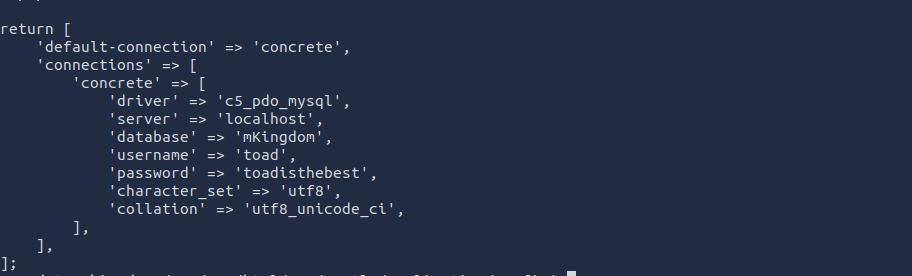 return [
    'default-connection' => 'concrete',
    'connections' => [
        'concrete' => [
            'driver' => 'c5_pdo_mysql',
            'server' => 'localhost',
            'database' => 'mKingdom',
            'username' => 'toad',
            'password' => 'toadisthebest',
            'character_set' => 'utf8',
            'collation' => 'utf8_unicode_ci',
        ],
    ],
];